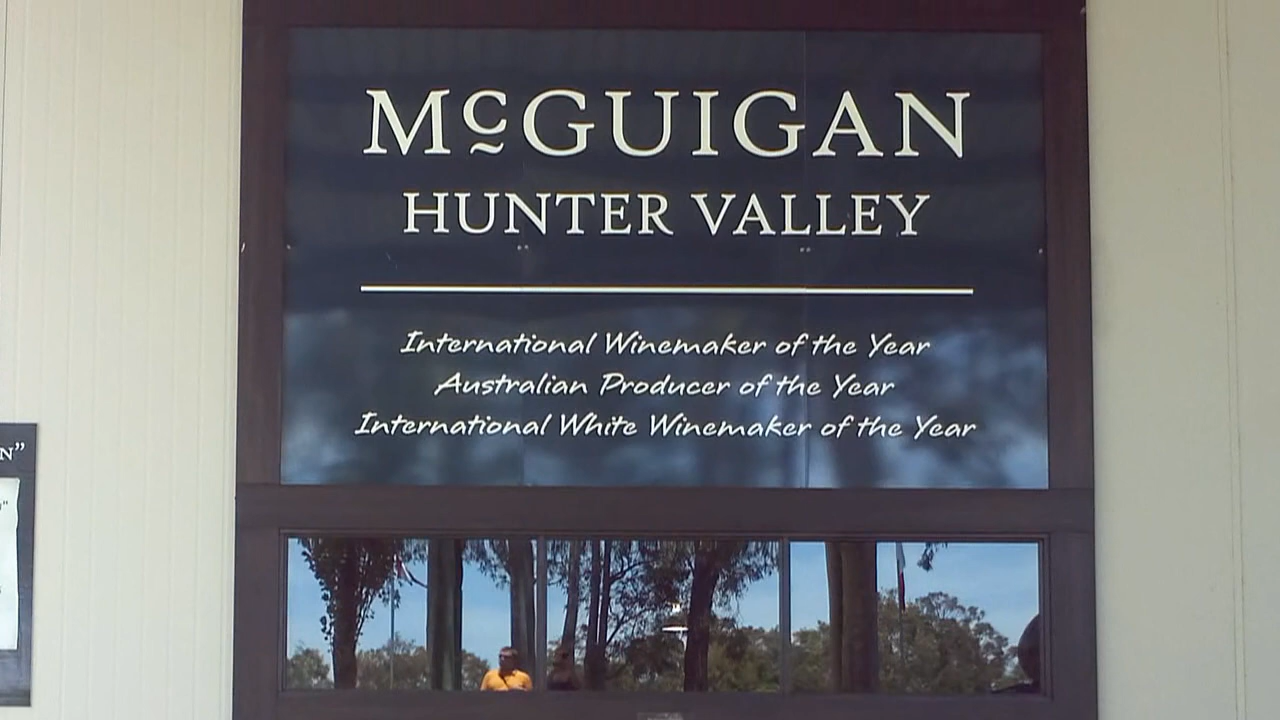 McGUIGAN
HUNTER VALLEY
International Winemaker of the Year
Australian Producer of the Year
International White Winemaker of the Year
N”